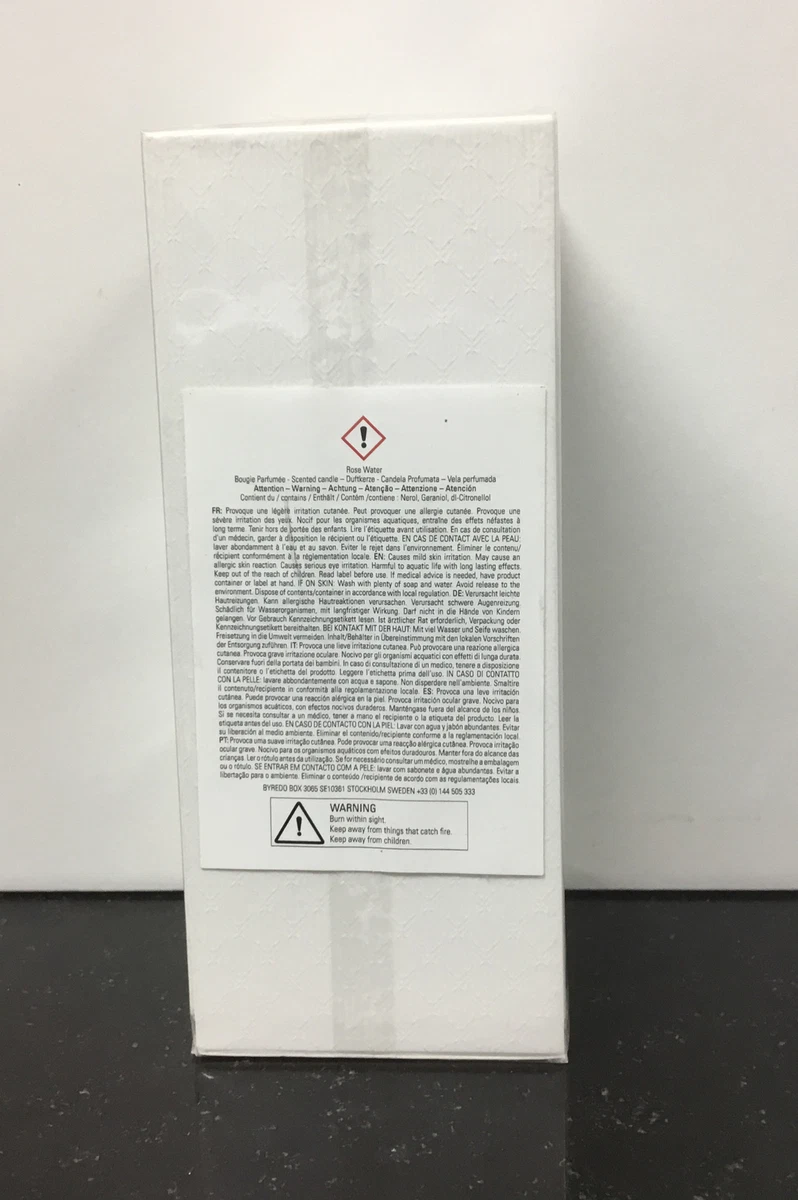 Rose Water
Bougie Parfumée - Scented candle – Duftkerze - Candela Profumata – Vela perfumada
Attention – Warning – Achtung – Atenção – Attenzione – Atención
Contient du / contains / Enthält / Contém /contiene : Nerol, Geraniol, dl-Citronellol
FR: Provoque une légère irritation cutanée. Peut provoquer une allergie cutanée. Provoque une
sévère irritation des yeux. Nocif pour les organismes aquatiques, entraîne des effets néfastes à
long terme. Tenir hors de portée des enfants. Lire l'étiquette avant utilisation. En cas de consultation
d'un médecin, garder à disposition le récipient ou l'étiquette. EN CAS DE CONTACT AVEC LA PEAU:
laver abondamment à l'eau et au savon. Éviter le rejet dans l'environnement. Éliminer le contenu/
récipient conformément à la réglementation locale. EN: Causes mild skin irritation. May cause an
allergic skin reaction. Causes serious eye irritation. Harmful to aquatic life with long lasting effects.
Keep out of the reach of children. Read label before use. If medical advice is needed, have product
container or label at hand. IF ON SKIN: Wash with plenty of soap and water. Avoid release to the
environment. Dispose of contents/container in accordance with local regulation. DE: Verursacht leichte
Hautreizungen. Kann allergische Hautreaktionen verursachen. Verursacht schwere Augenreizung.
Schädlich für Wasserorganismen, mit langfristiger Wirkung. Darf nicht in die Hände von Kindern
gelangen. Vor Gebrauch Kennzeichnungsetikett lesen. Ist ärztlicher Rat erforderlich, Verpackung oder
Kennzeichnungsetikett bereithalten. BEI KONTAKT MIT DER HAUT: Mit viel Wasser und Seife waschen.
Freisetzung in die Umwelt vermeiden. Inhalt/Behälter in Übereinstimmung mit den lokalen Vorschriften
der Entsorgung zuführen. IT: Provoca una lieve irritazione cutanea. Può provocare una reazione allergica
cutanea. Provoca grave irritazione oculare. Nocivo per gli organismi acquatici con effetti di lunga durata.
Conservare fuori della portata dei bambini. In caso di consultazione di un medico, tenere a disposizione
il contenitore o l'etichetta del prodotto. Leggere l'etichetta prima dell'uso. IN CASO DI CONTATTO
CON LA PELLE: lavare abbondantemente con acqua e sapone. Non disperdere nell'ambiente. Smaltire
il contenuto/recipiente in conformità alla regolamentazione locale. ES: Provoca una leve irritación
cutánea. Puede provocar una reacción alérgica en la piel. Provoca irritación ocular grave. Nocivo para
los organismos acuáticos, con efectos nocivos duraderos. Manténgase fuera del alcance de los niños.
Si se necesita consultar a un médico, tener a mano el recipiente o la etiqueta del producto. Leer la
etiqueta antes del uso. EN CASO DE CONTACTO CON LA PIEL: Lavar con agua y jabón abundantes. Evitar
su liberación al medio ambiente. Eliminar el contenido/recipiente conforme a la reglamentación local.
PT: Provoca uma suave irritação cutânea. Pode provocar uma reacção alérgica cutânea. Provoca irritação
ocular grave. Nocivo para os organismos aquáticos com efeitos duradouros. Manter fora do alcance das
crianças. Ler o rótulo antes da utilização. Se for necessário consultar um médico, mostrelhe a embalagem
ou o rótulo. SE ENTRAR EM CONTACTO COM A PELE: lavar com sabonete e água abundantes. Evitar a
libertação para o ambiente. Eliminar o conteúdo /recipiente de acordo com as regulamentações locais.
BYREDO BOX 3065 SE10361 STOCKHOLM SWEDEN +33 (0) 144 505 333
WARNING
Burn within sight.
Keep away from things that catch fire.
Keep away from children.